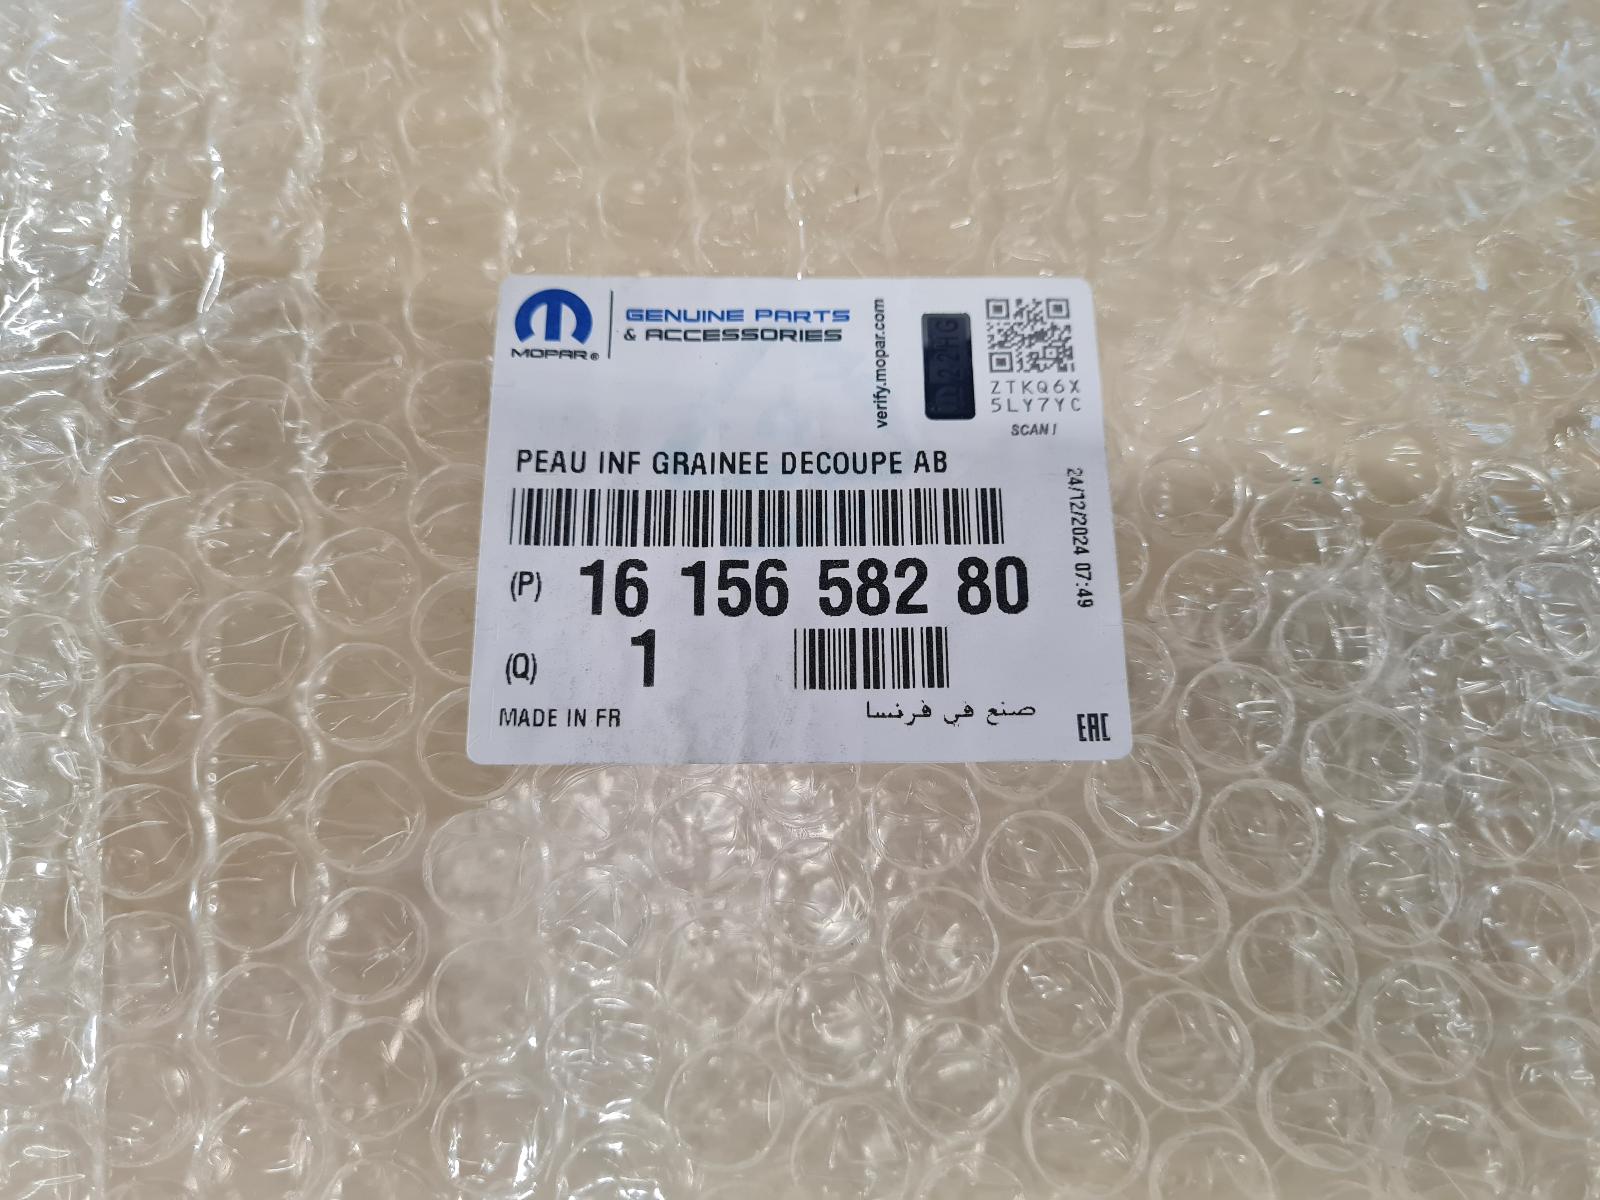 MOPAR®
GENUINE PARTS
& ACCESSORIES
verify.mopar.com
ZTKQ6X
5LY7YC
SCAN!
PEAU INF GRAINEE DECOUPE AB
24/12/2024 07:49
(P) 16 156 582 80
(Q) 1
MADE IN FR
صنع في فرنسا
EAC